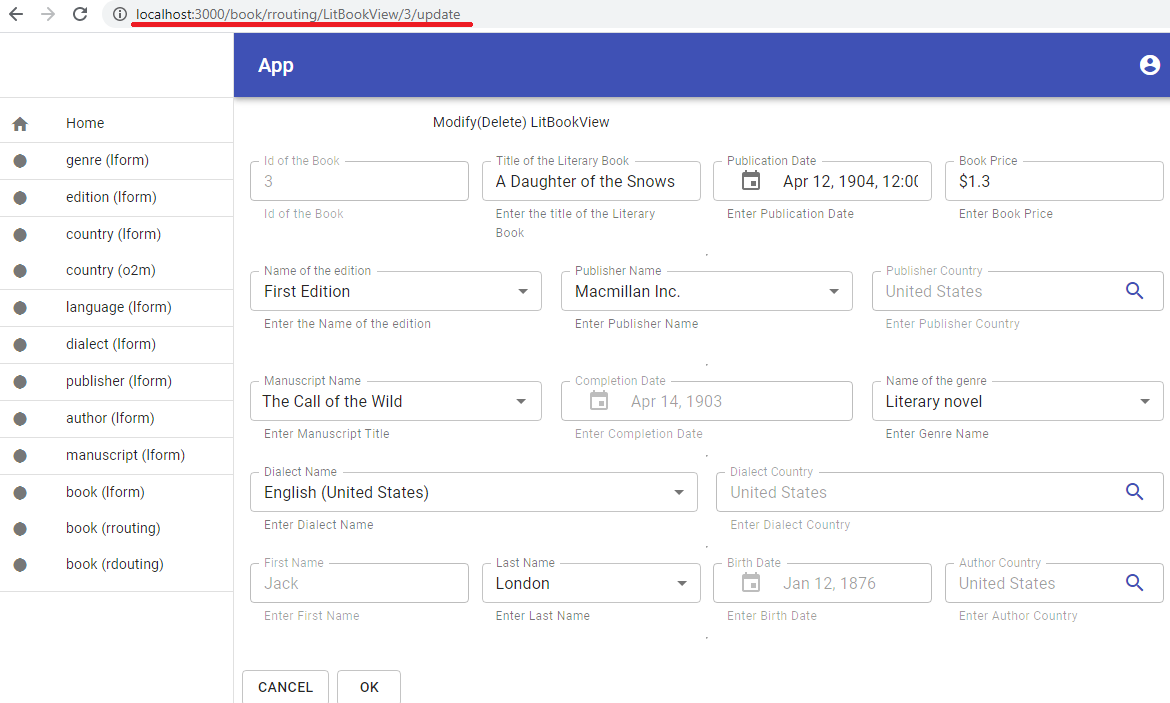 localhost:3000/book/rrouting/LitBookView/3/update
App
Home
genre (lform)
edition (lform)
country (lform)
country (o2m)
language (lform)
dialect (lform)
publisher (lform)
author (lform)
manuscript (lform)
book (lform)
book (rrouting)
book (rdouting)
Modify(Delete) LitBookView
Id of the Book
3
Id of the Book
Title of the Literary Book
A Daughter of the Snows
Enter the title of the Literary
Book
Publication Date
Apr 12, 1904, 12:00
Enter Publication Date
Book Price
$1.3
Enter Book Price
Name of the edition
First Edition
Enter the Name of the edition
Publisher Name
Macmillan Inc.
Enter Publisher Name
Publisher Country
United States
Enter Publisher Country
Manuscript Name
The Call of the Wild
Enter Manuscript Title
Completion Date
Apr 14, 1903
Enter Completion Date
Name of the genre
Literary novel
Enter Genre Name
Dialect Name
English (United States)
Enter Dialect Name
Dialect Country
United States
Enter Dialect Country
First Name
Jack
Enter First Name
Last Name
London
Enter Last Name
Birth Date
Jan 12, 1876
Enter Birth Date
Author Country
United States
Enter Author Country
CANCEL
OK